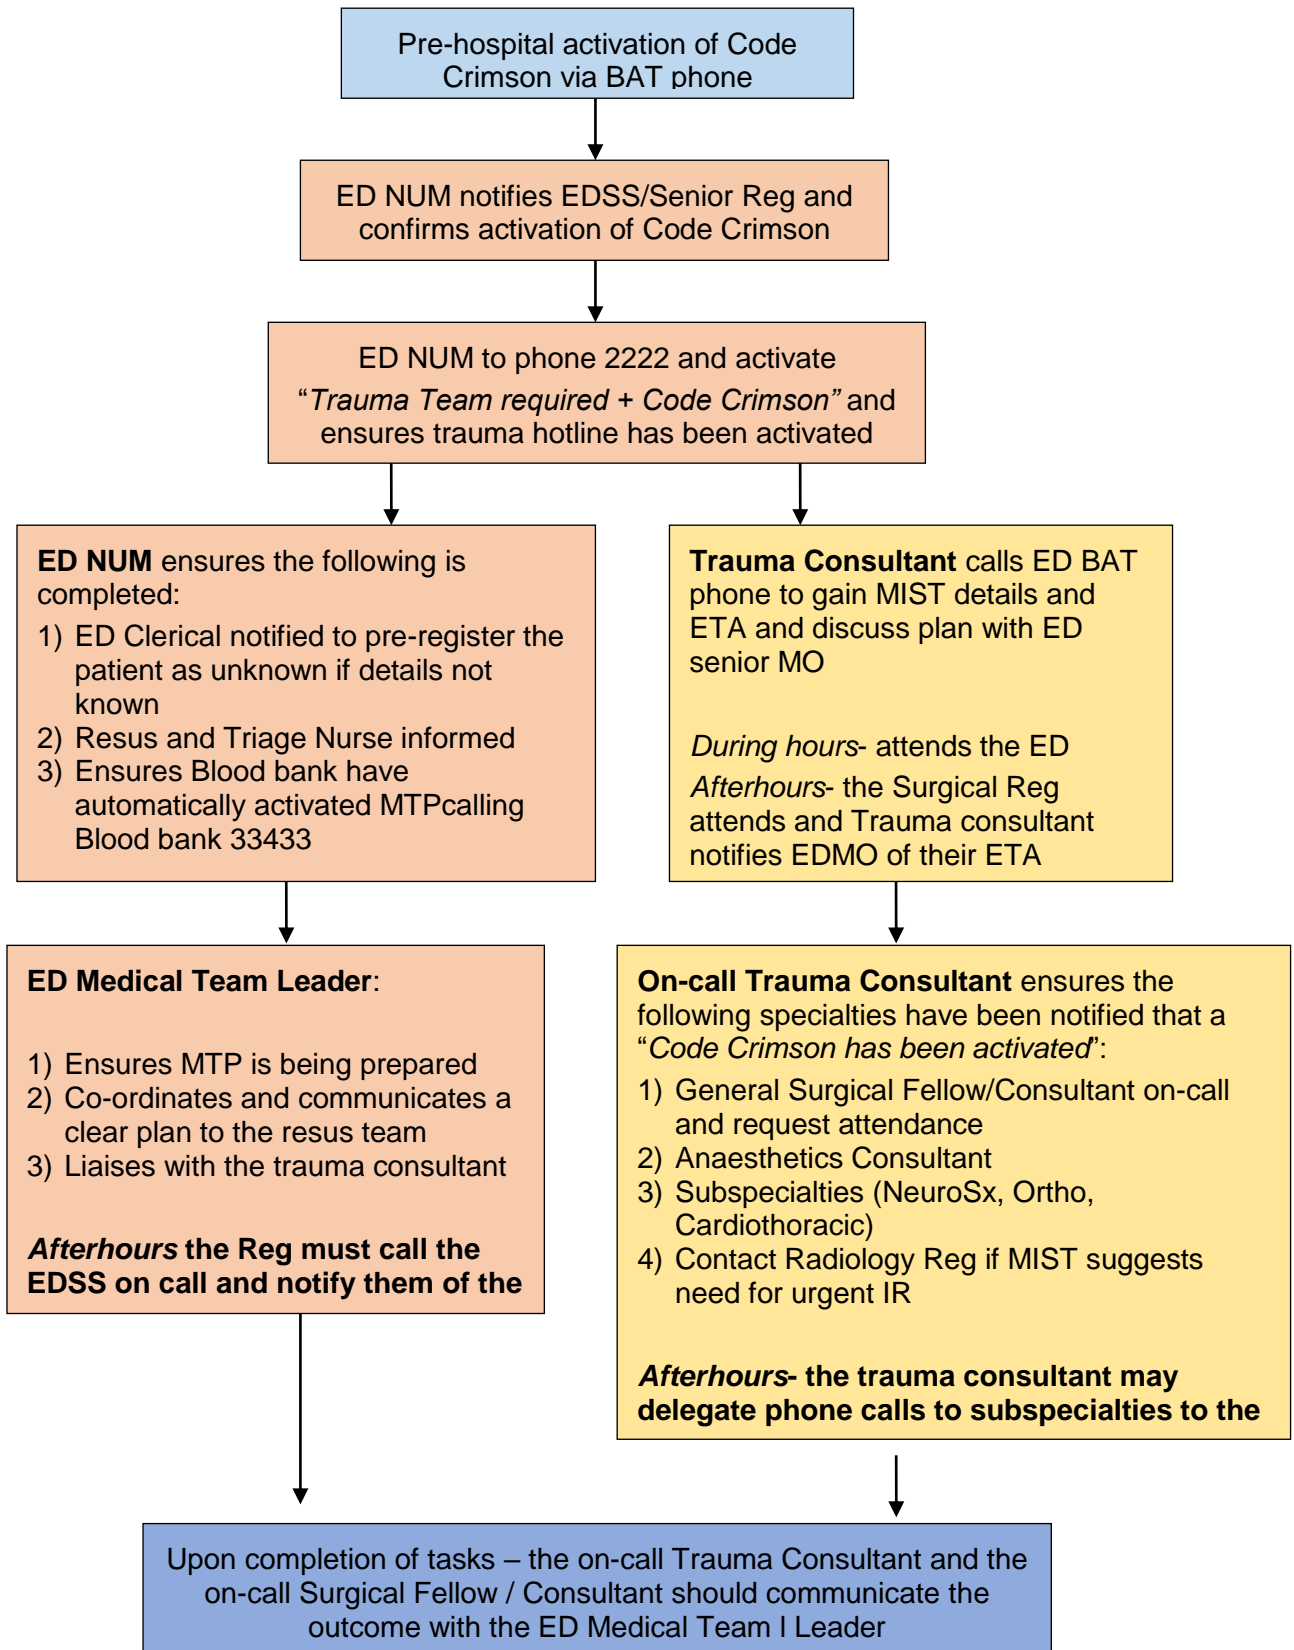 Pre-hospital activation of Code
Crimson via BAT phone
ED NUM notifies EDSS/Senior Reg and
confirms activation of Code Crimson
ED NUM to phone 2222 and activate
“Trauma Team required + Code Crimson” and
ensures trauma hotline has been activated
ED NUM ensures the following is
completed:
1) ED Clerical notified to pre-register the
patient as unknown if details not
known
2) Resus and Triage Nurse informed
3) Ensures Blood bank have
automatically activated MTPcalling
Blood bank 33433
Trauma Consultant calls ED BAT
phone to gain MIST details and
ETA and discuss plan with ED
senior MO
During hours- attends the ED
Afterhours- the Surgical Reg
attends and Trauma consultant
notifies EDMO of their ETA
ED Medical Team Leader:
1) Ensures MTP is being prepared
2) Co-ordinates and communicates a
clear plan to the resus team
3) Liaises with the trauma consultant
Afterhours the Reg must call the
EDSS on call and notify them of the
On-call Trauma Consultant ensures the
following specialties have been notified that a
“Code Crimson has been activated”:
1) General Surgical Fellow/Consultant on-call
and request attendance
2) Anaesthetics Consultant
3) Subspecialties (NeuroSx, Ortho,
Cardiothoracic)
4) Contact Radiology Reg if MIST suggests
need for urgent IR
Afterhours- the trauma consultant may
delegate phone calls to subspecialties to the
Upon completion of tasks – the on-call Trauma Consultant and the
on-call Surgical Fellow / Consultant should communicate the
outcome with the ED Medical Team l Leader